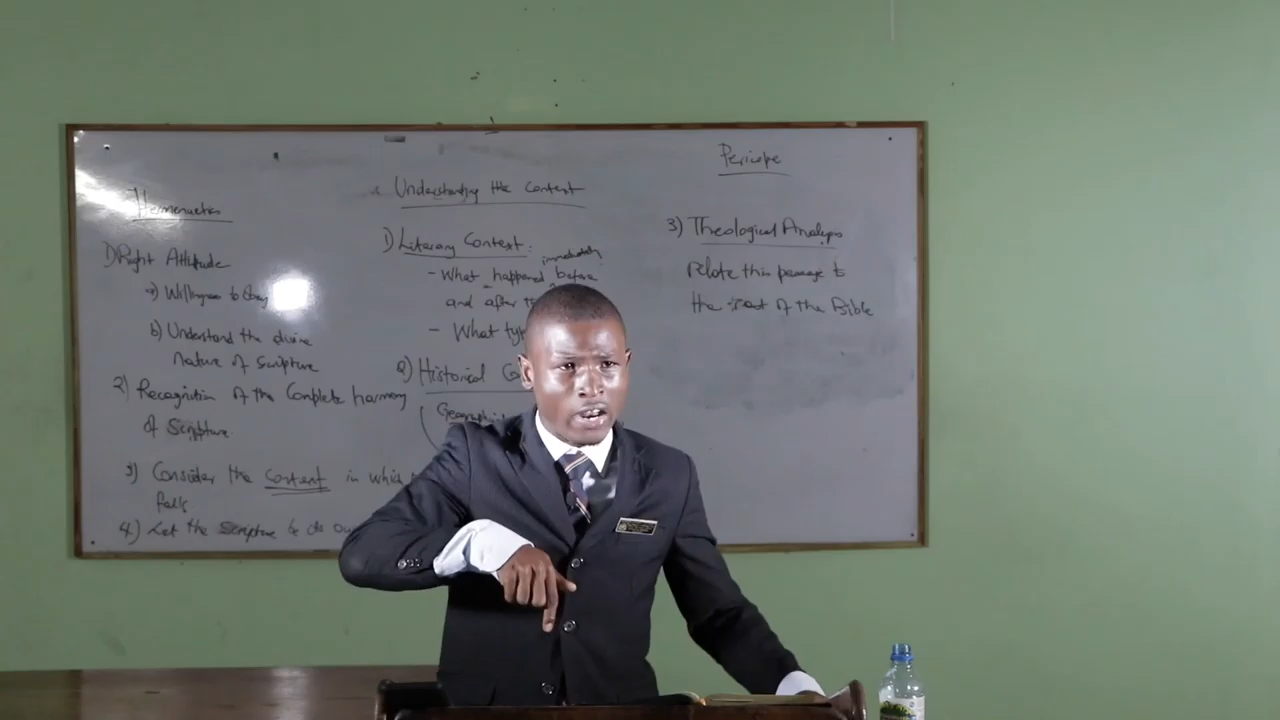 Hermeneutics
1) Right Attitude
a) Willingness to obey
b) Understand the divine
nature of Scripture
2) Recognition of the Complete harmony
of Scripture.
3) Consider the Context in which
falls
4) Let the Scripture be its own
Understanding the Context
1) Literary Context:
immediately
- What happened before
and after
- What
2) Historical
Pericope
3) Theological Analysis
Relate this passage to
the rest of the Bible